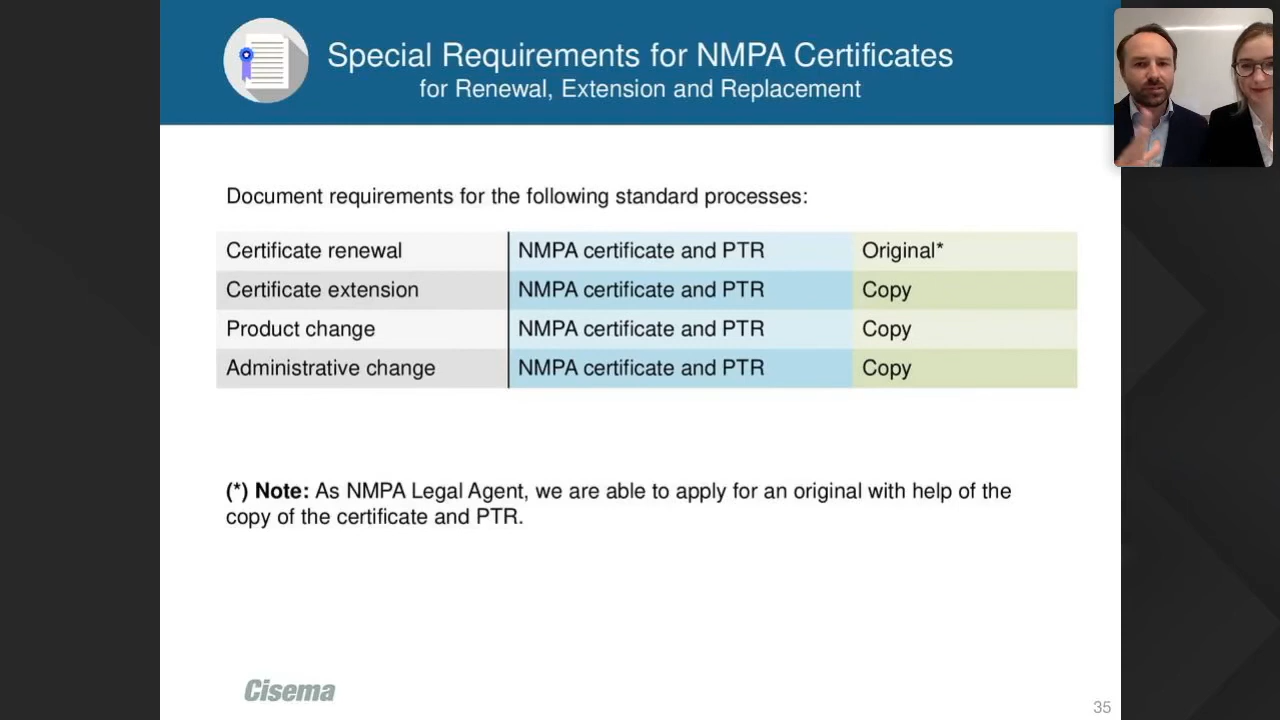 Special Requirements for NMPA Certificates
for Renewal, Extension and Replacement
Document requirements for the following standard processes:
Certificate renewal NMPA certificate and PTR Original*
Certificate extension NMPA certificate and PTR Copy
Product change NMPA certificate and PTR Copy
Administrative change NMPA certificate and PTR Copy
(*) Note: As NMPA Legal Agent, we are able to apply for an original with help of the
copy of the certificate and PTR.
Cisema
35